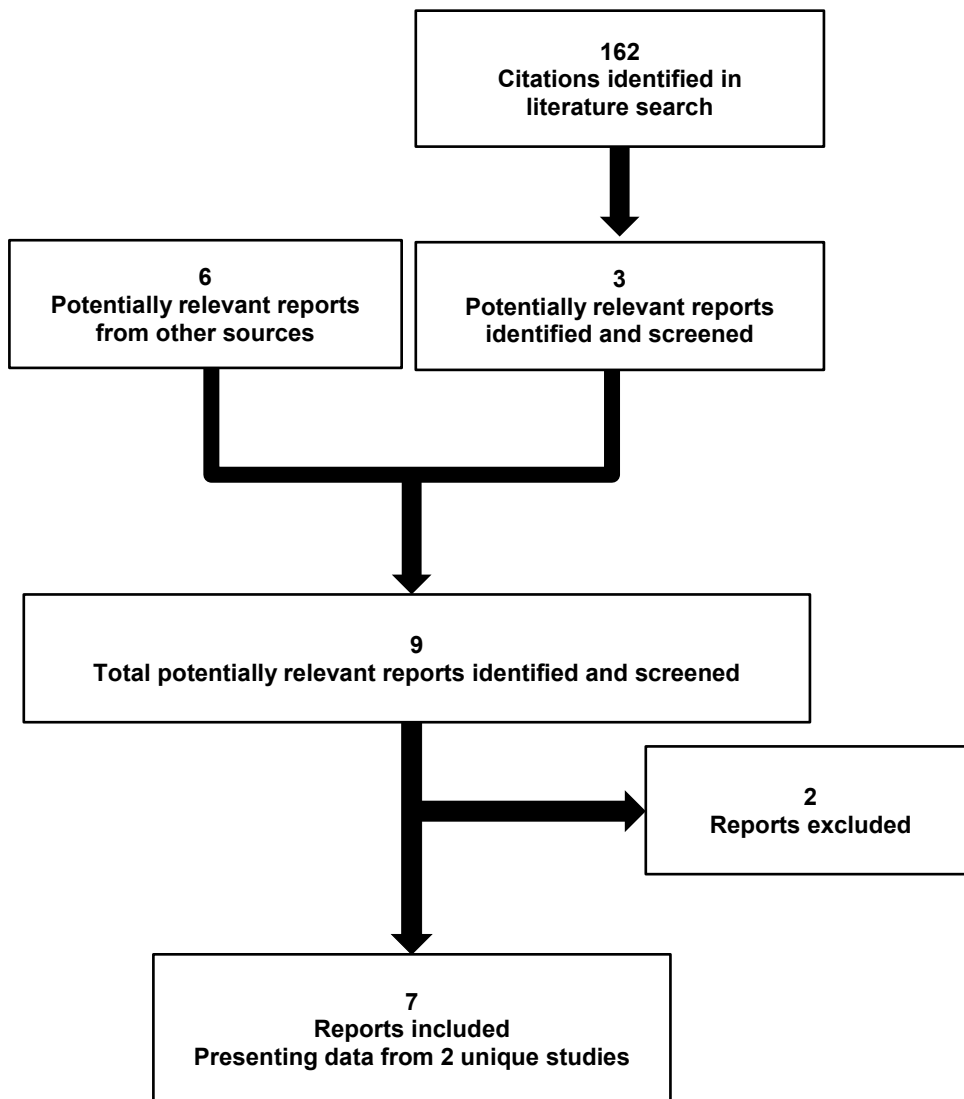 162
Citations identified in
literature search
6
Potentially relevant reports
from other sources
3
Potentially relevant reports
identified and screened
9
Total potentially relevant reports identified and screened
2
Reports excluded
7
Reports included
Presenting data from 2 unique studies